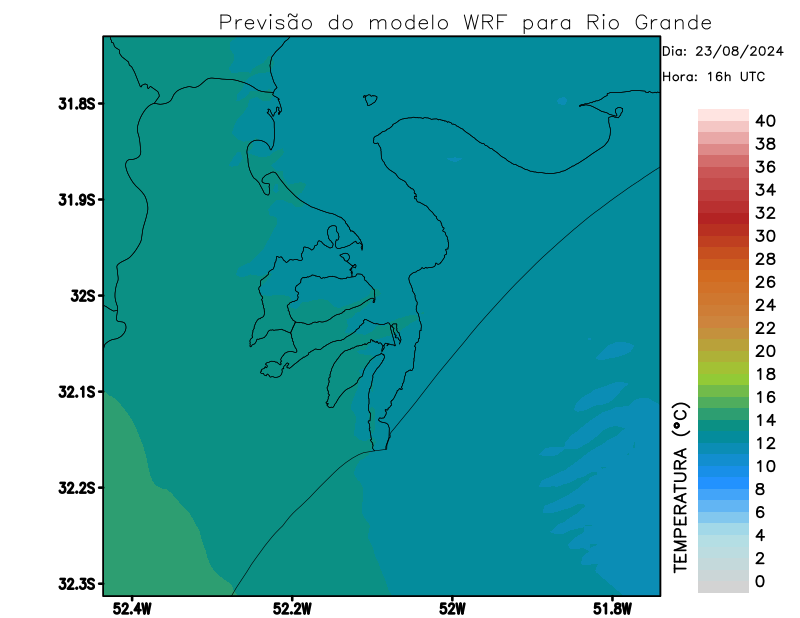 Previsão do modelo WRF para Rio Grande
Dia: 23/08/2024
Hora: 16h UTC
31.8S
31.9S
32S
32.1S
32.2S
32.3S
52.4W
52.2W
52W
51.8W
TEMPERATURA (°C)
40
38
36
34
32
30
28
26
24
22
20
18
16
14
12
10
8
6
4
2
0